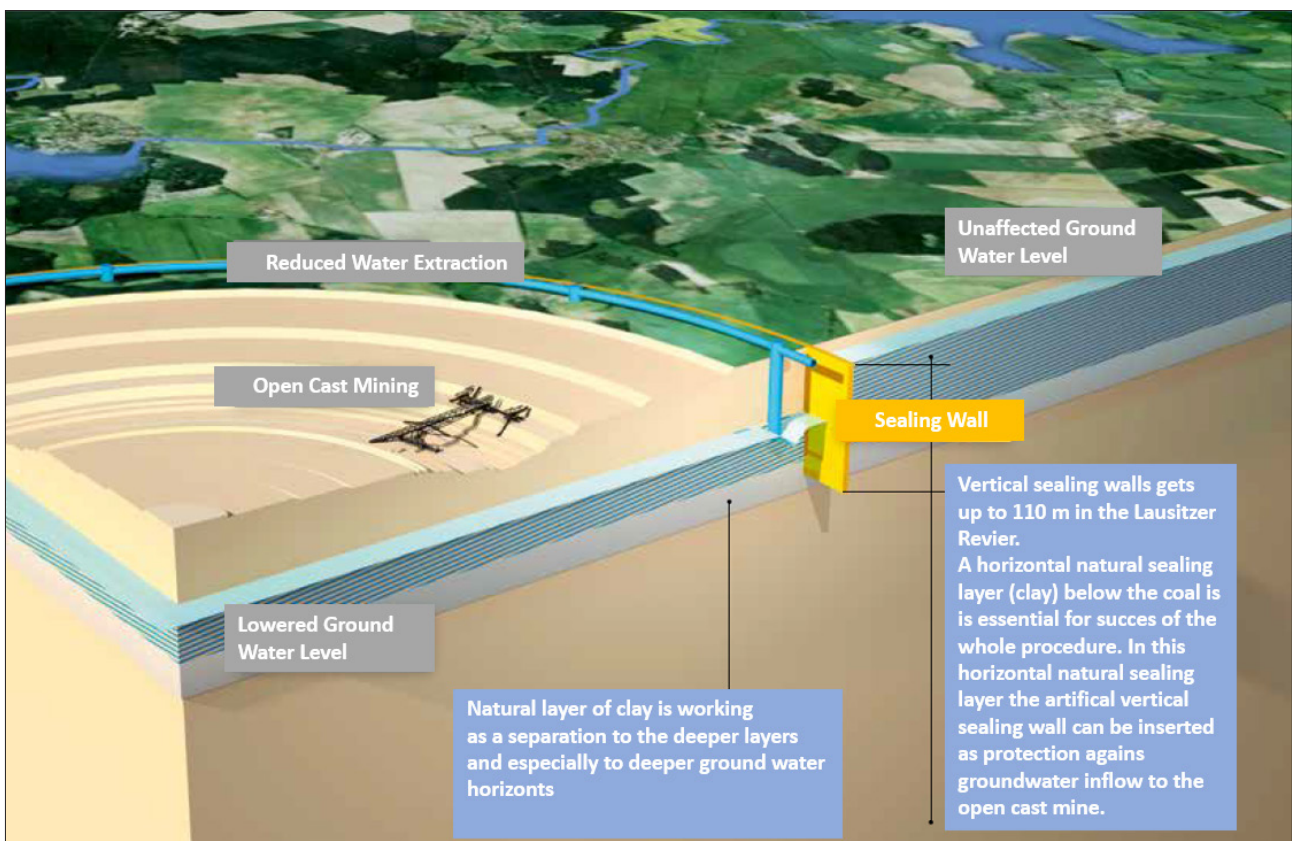 Unaffected Ground
Water Level
Reduced Water Extraction
Open Cast Mining
Sealing Wall
Vertical sealing walls gets
up to 110 m in the Lausitzer
Revier.
A horizontal natural sealing
layer (clay) below the coal is
is essential for succes of the
whole procedure. In this
horizontal natural sealing
layer the artifical vertical
sealing wall can be inserted
as protection agains
groundwater inflow to the
open cast mine.
Lowered Ground
Water Level
Natural layer of clay is working
as a separation to the deeper layers
and especially to deeper ground water
horizonts